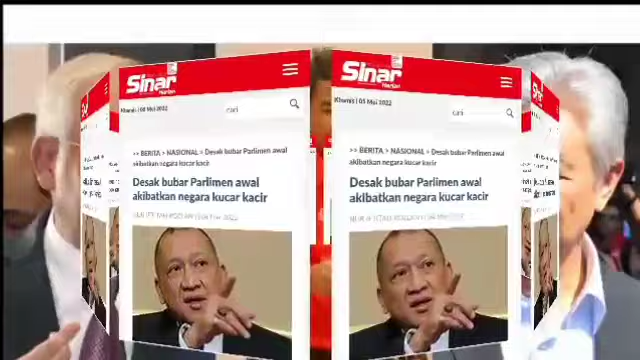 Sinar
Harian
Khamis | 05 Mei 2022
cari
>> BERITA > NASIONAL > Desak bubar Parlimen awal
akibatkan negara kucar kacir
Desak bubar Parlimen awal
akibatkan negara kucar kacir
Sinar
Harian
Khamis | 05 Mei 2022
cari
>> BERITA > NASIONAL > Desak bubar Parlimen awal
akibatkan negara kucar kacir
Desak bubar Parlimen awal
akibatkan negara kucar kacir